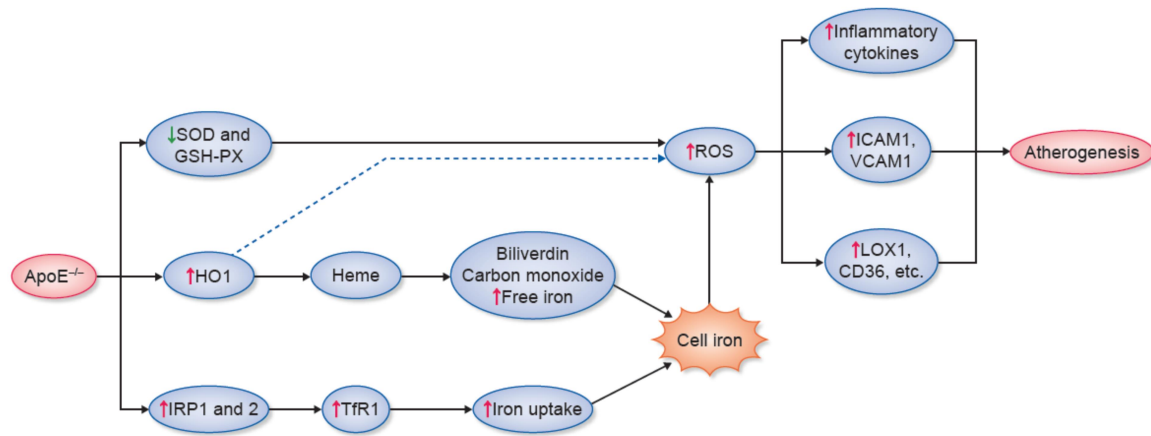 ↑Inflammatory
cytokines
↓SOD and
GSH-PX
↑ROS
↑ICAM1,
VCAM1
Atherogenesis
ApoE⁻/⁻
↑HO1
Heme
Biliverdin
Carbon monoxide
↑Free iron
↑LOX1,
CD36, etc.
Cell iron
↑IRP1 and 2
↑TfR1
↑Iron uptake